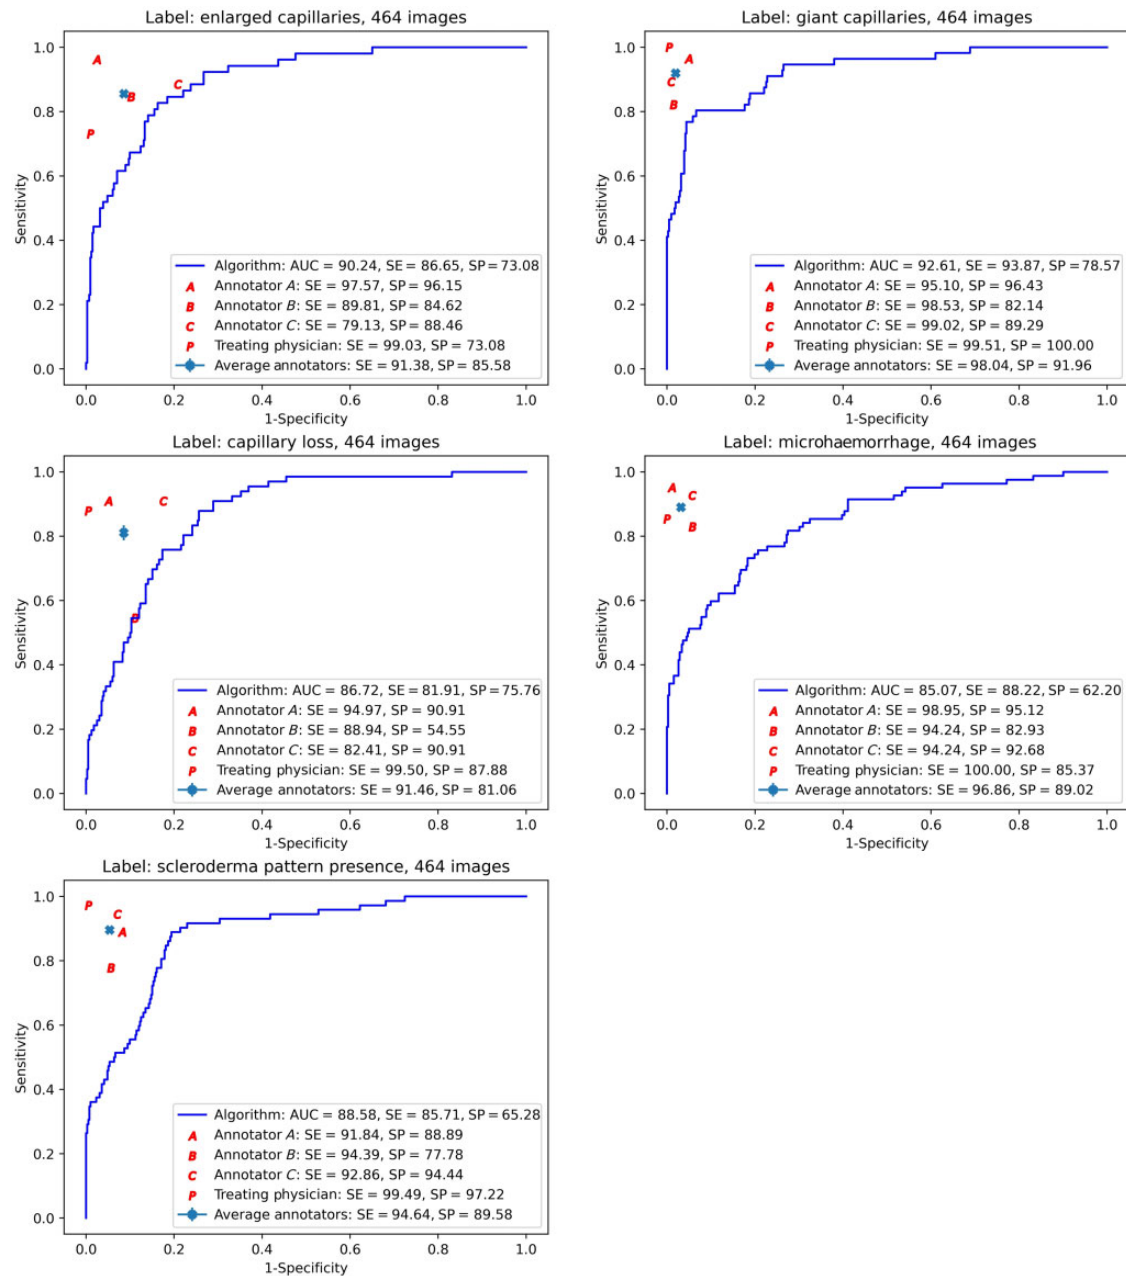 Label: enlarged capillaries, 464 images
1.0
0.8
0.6
0.4
0.2
0.0
Sensitivity
A
B
C
P
Algorithm: AUC = 90.24, SE = 86.65, SP = 73.08
A Annotator A: SE = 97.57, SP = 96.15
B Annotator B: SE = 89.81, SP = 84.62
C Annotator C: SE = 79.13, SP = 88.46
P Treating physician: SE = 99.03, SP = 73.08
Average annotators: SE = 91.38, SP = 85.58
0.0 0.2 0.4 0.6 0.8 1.0
1-Specificity
Label: giant capillaries, 464 images
1.0
0.8
0.6
0.4
0.2
0.0
Sensitivity
P
A
C
B
Algorithm: AUC = 92.61, SE = 93.87, SP = 78.57
A Annotator A: SE = 95.10, SP = 96.43
B Annotator B: SE = 98.53, SP = 82.14
C Annotator C: SE = 99.02, SP = 89.29
P Treating physician: SE = 99.51, SP = 100.00
Average annotators: SE = 98.04, SP = 91.96
0.0 0.2 0.4 0.6 0.8 1.0
1-Specificity
Label: capillary loss, 464 images
1.0
0.8
0.6
0.4
0.2
0.0
Sensitivity
A
C
P
B
Algorithm: AUC = 86.72, SE = 81.91, SP = 75.76
A Annotator A: SE = 94.97, SP = 90.91
B Annotator B: SE = 88.94, SP = 54.55
C Annotator C: SE = 82.41, SP = 90.91
P Treating physician: SE = 99.50, SP = 87.88
Average annotators: SE = 91.46, SP = 81.06
0.0 0.2 0.4 0.6 0.8 1.0
1-Specificity
Label: microhaemorrhage, 464 images
1.0
0.8
0.6
0.4
0.2
0.0
Sensitivity
A
C
P
B
Algorithm: AUC = 85.07, SE = 88.22, SP = 62.20
A Annotator A: SE = 98.95, SP = 95.12
B Annotator B: SE = 94.24, SP = 82.93
C Annotator C: SE = 94.24, SP = 92.68
P Treating physician: SE = 100.00, SP = 85.37
Average annotators: SE = 96.86, SP = 89.02
0.0 0.2 0.4 0.6 0.8 1.0
1-Specificity
Label: scleroderma pattern presence, 464 images
1.0
0.8
0.6
0.4
0.2
0.0
Sensitivity
P
C
A
B
Algorithm: AUC = 88.58, SE = 85.71, SP = 65.28
A Annotator A: SE = 91.84, SP = 88.89
B Annotator B: SE = 94.39, SP = 77.78
C Annotator C: SE = 92.86, SP = 94.44
P Treating physician: SE = 99.49, SP = 97.22
Average annotators: SE = 94.64, SP = 89.58
0.0 0.2 0.4 0.6 0.8 1.0
1-Specificity